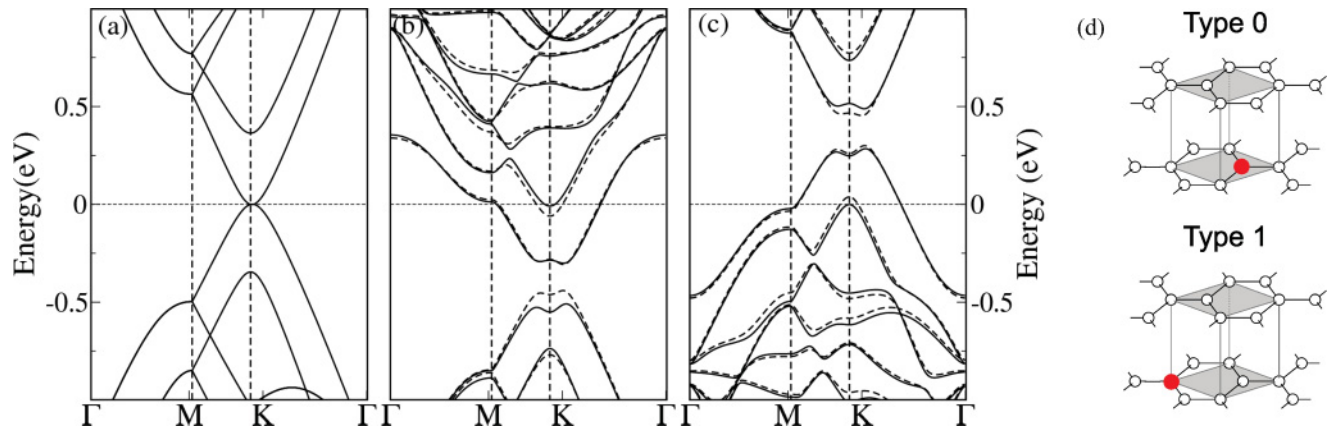 (a)
(b)
(c)
(d)
Type 0
Type 1
Energy(eV)
0.5
0
-0.5
Γ
M
K
Γ
Γ
M
K
Γ
Γ
M
K
Γ
0.5
0
-0.5
Energy (eV)